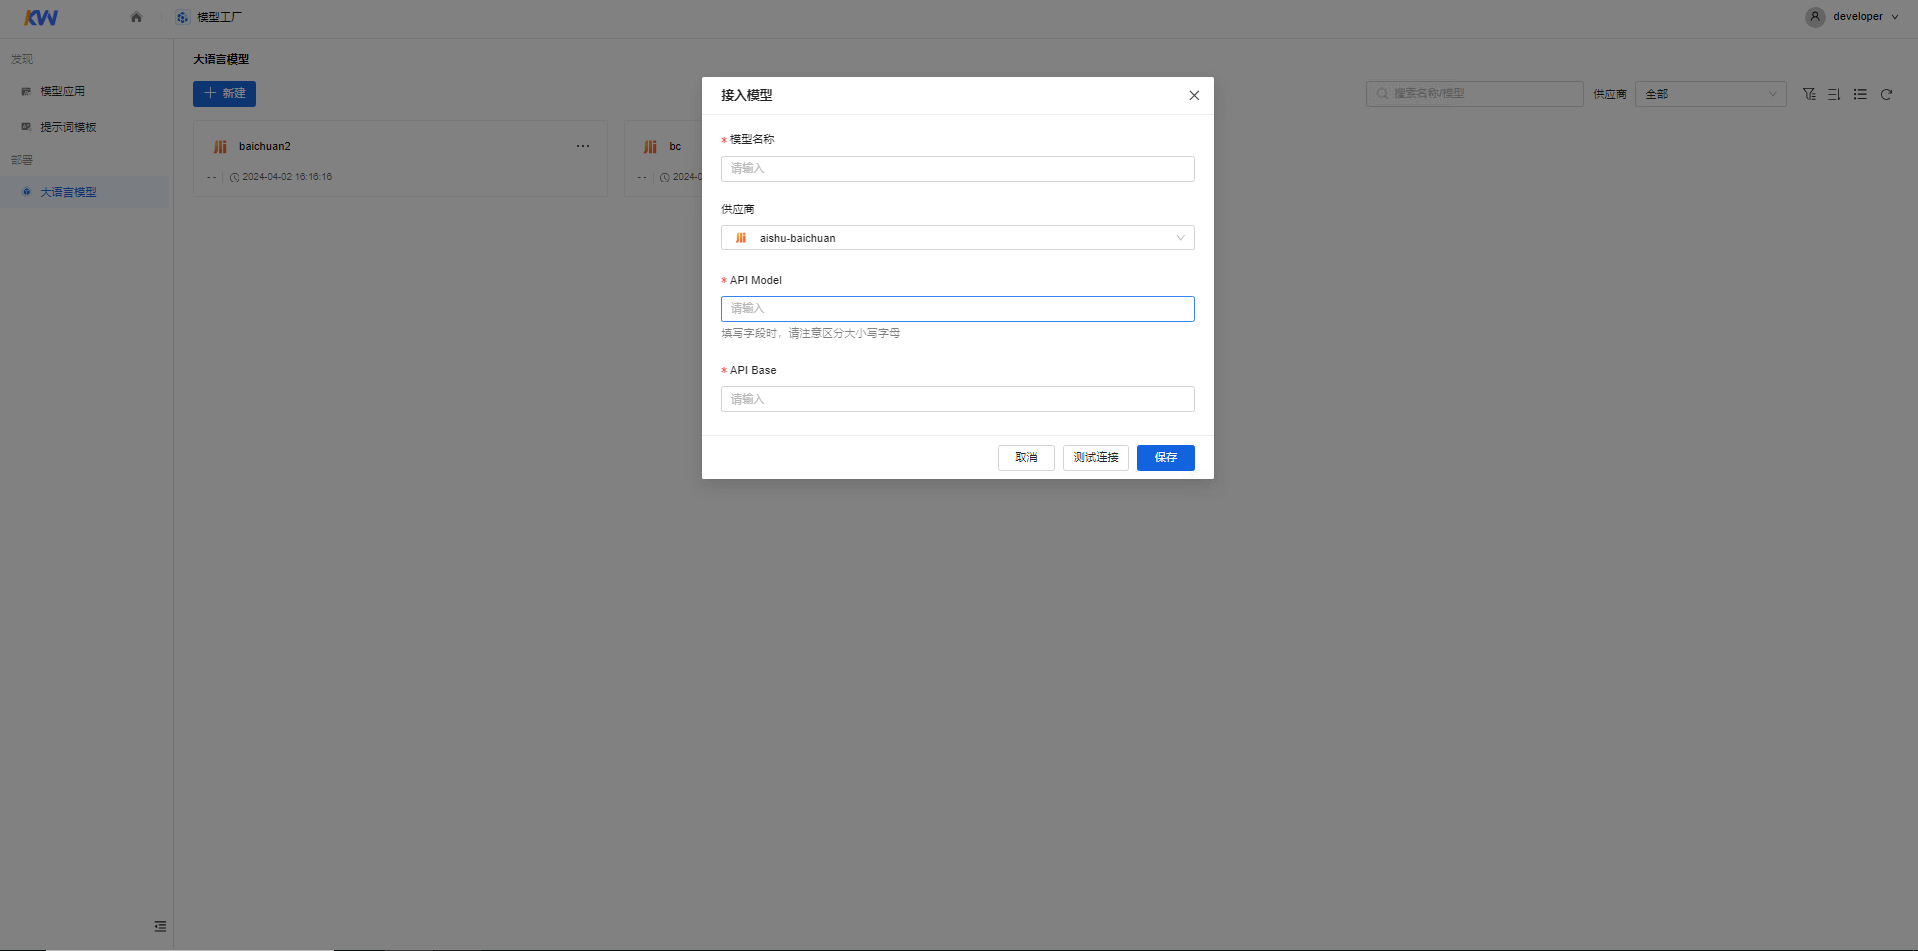 KW
模型工厂
developer
发现
模型应用
提示词模板
部署
大语言模型
大语言模型
新建
搜索名称/模型
供应商
全部
baichuan2
-- 2024-04-02 16:16:16
bc
-- 2024-0
接入模型
* 模型名称
请输入
供应商
aishu-baichuan
* API Model
请输入
填写字段时，请注意区分大小写字母
* API Base
请输入
取消
测试连接
保存